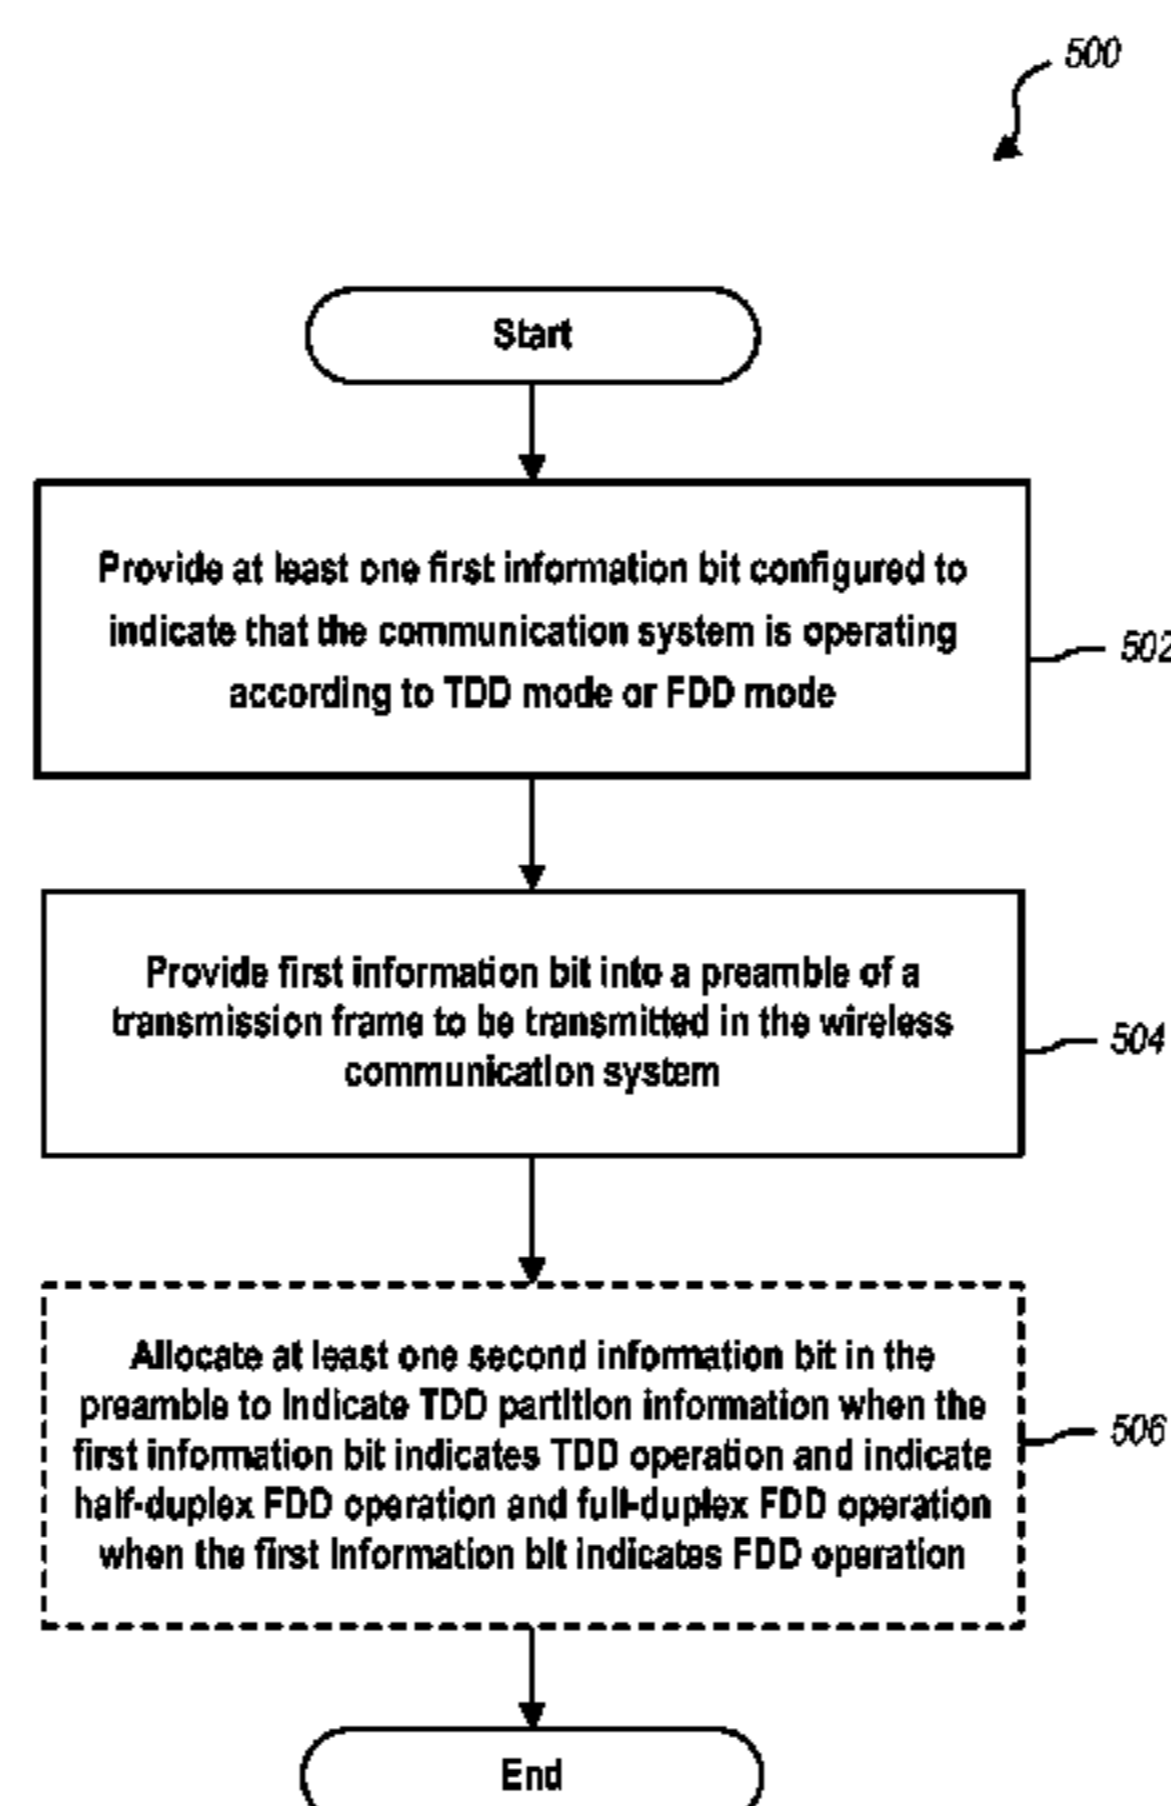 500
Start
Provide at least one first information bit configured to
indicate that the communication system is operating
according to TDD mode or FDD mode
502
Provide first information bit into a preamble of a
transmission frame to be transmitted in the wireless
communication system
504
Allocate at least one second information bit in the
preamble to indicate TDD partition information when the
first information bit indicates TDD operation and indicate
half-duplex FDD operation and full-duplex FDD operation
when the first information bit indicates FDD operation
506
End